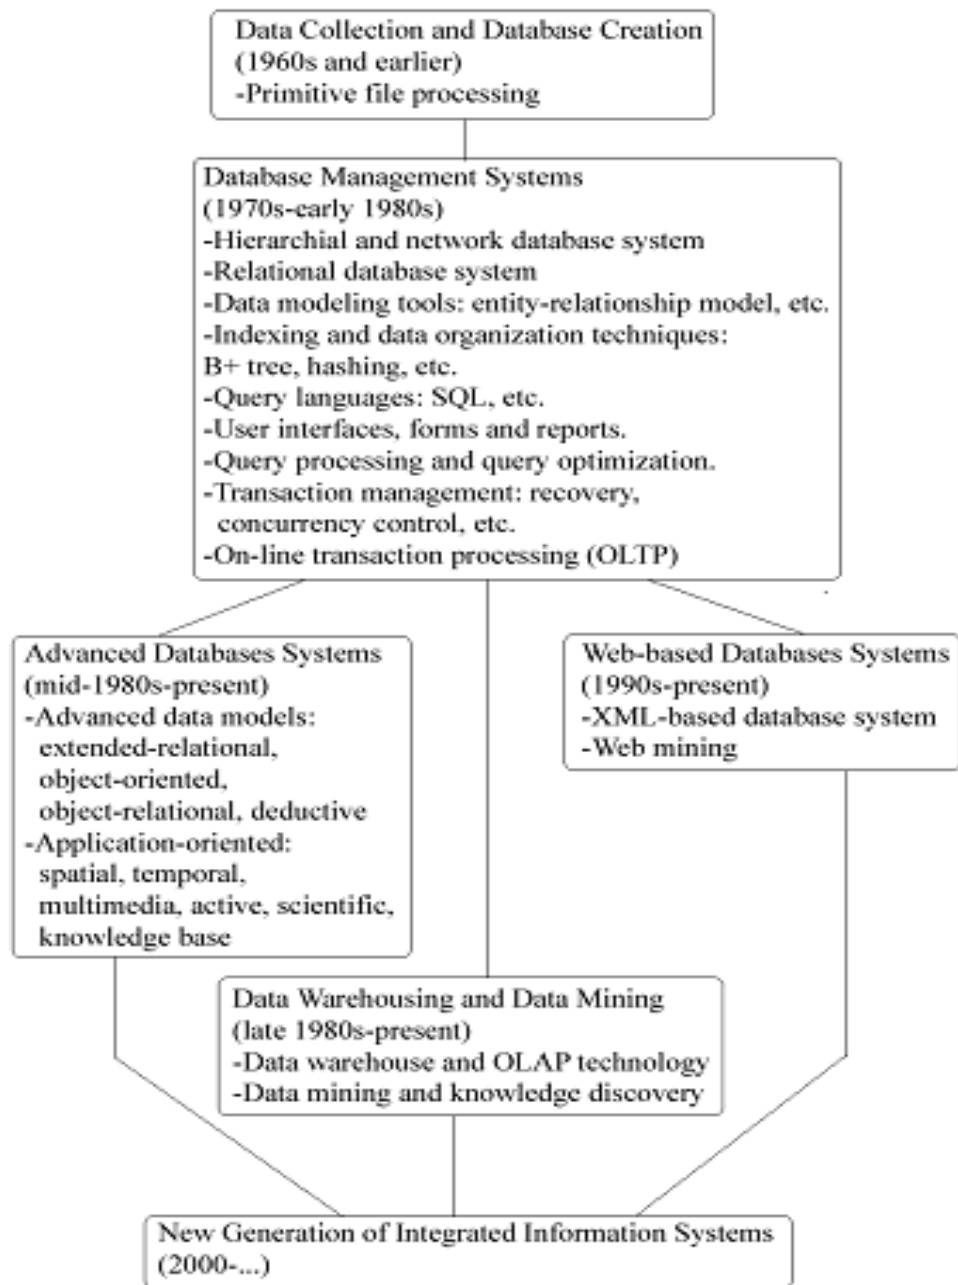 Data Collection and Database Creation
(1960s and earlier)
-Primitive file processing
Database Management Systems
(1970s-early 1980s)
-Hierarchial and network database system
-Relational database system
-Data modeling tools: entity-relationship model, etc.
-Indexing and data organization techniques:
B+ tree, hashing, etc.
-Query languages: SQL, etc.
-User interfaces, forms and reports.
-Query processing and query optimization.
-Transaction management: recovery,
concurrency control, etc.
-On-line transaction processing (OLTP)
Advanced Databases Systems
(mid-1980s-present)
-Advanced data models:
extended-relational,
object-oriented,
object-relational, deductive
-Application-oriented:
spatial, temporal,
multimedia, active, scientific,
knowledge base
Web-based Databases Systems
(1990s-present)
-XML-based database system
-Web mining
Data Warehousing and Data Mining
(late 1980s-present)
-Data warehouse and OLAP technology
-Data mining and knowledge discovery
New Generation of Integrated Information Systems
(2000-...)